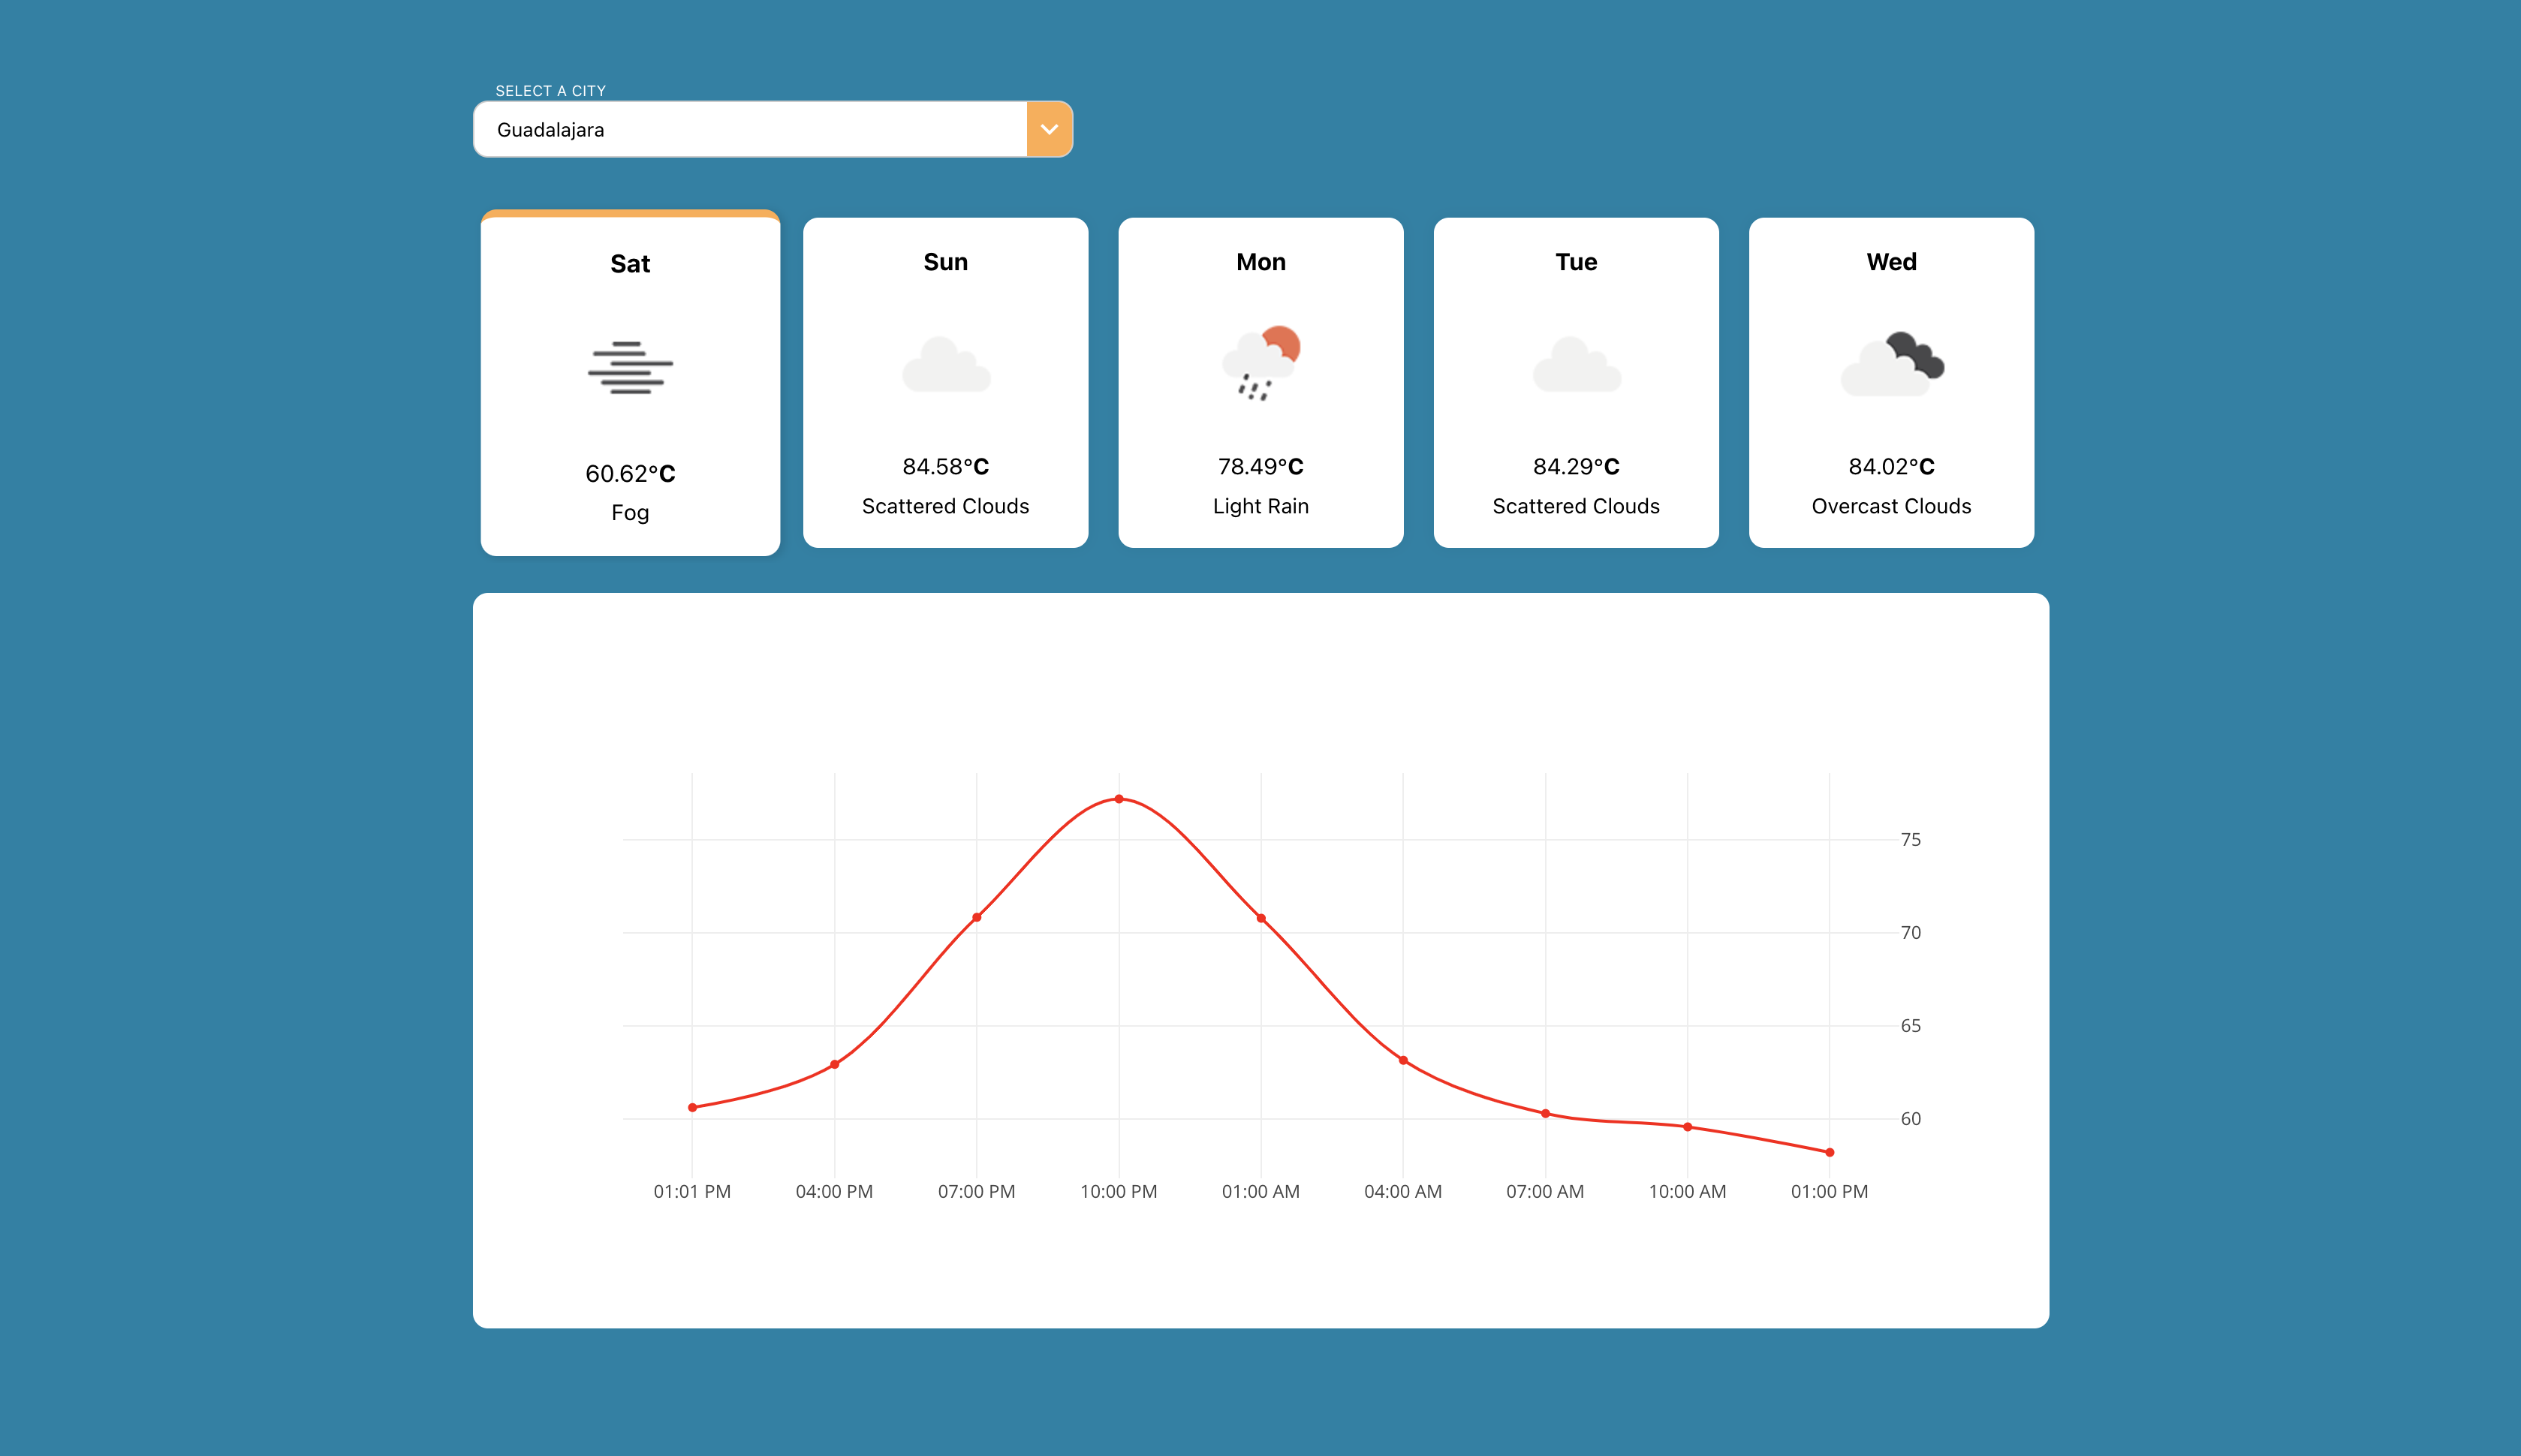 SELECT A CITY
Guadalajara
Sat
60.62°C
Fog
Sun
84.58°C
Scattered Clouds
Mon
78.49°C
Light Rain
Tue
84.29°C
Scattered Clouds
Wed
84.02°C
Overcast Clouds
75
70
65
60
01:01 PM 04:00 PM 07:00 PM 10:00 PM 01:00 AM 04:00 AM 07:00 AM 10:00 AM 01:00 PM